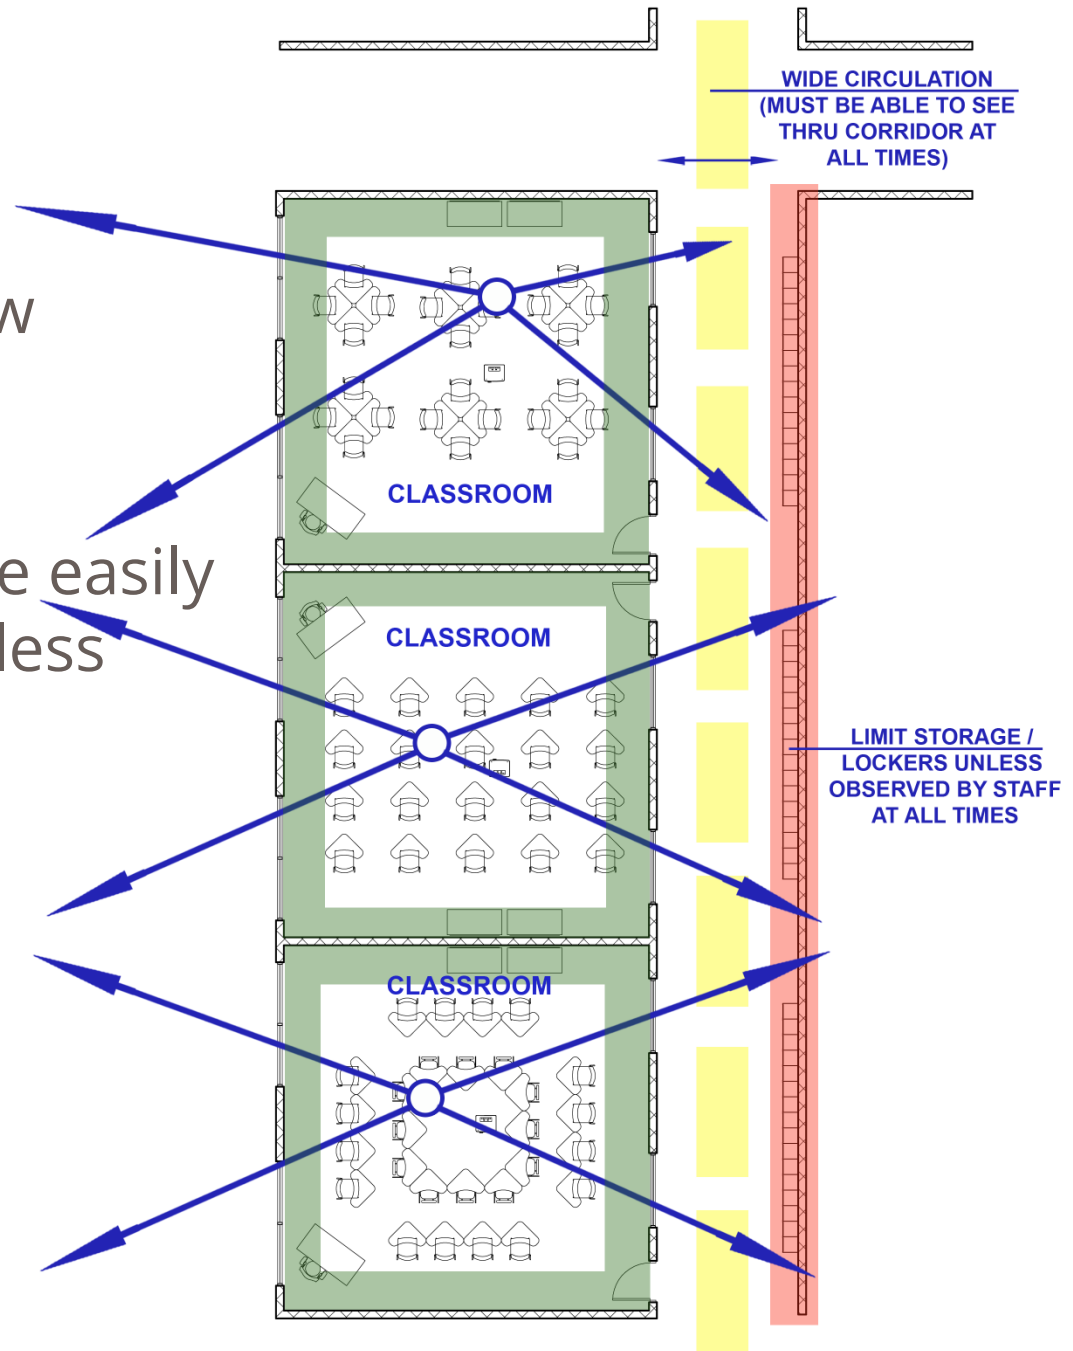 WIDE CIRCULATION
(MUST BE ABLE TO SEE
THRU CORRIDOR AT
ALL TIMES)
w
CLASSROOM
e easily
less
CLASSROOM
LIMIT STORAGE /
LOCKERS UNLESS
OBSERVED BY STAFF
AT ALL TIMES
CLASSROOM